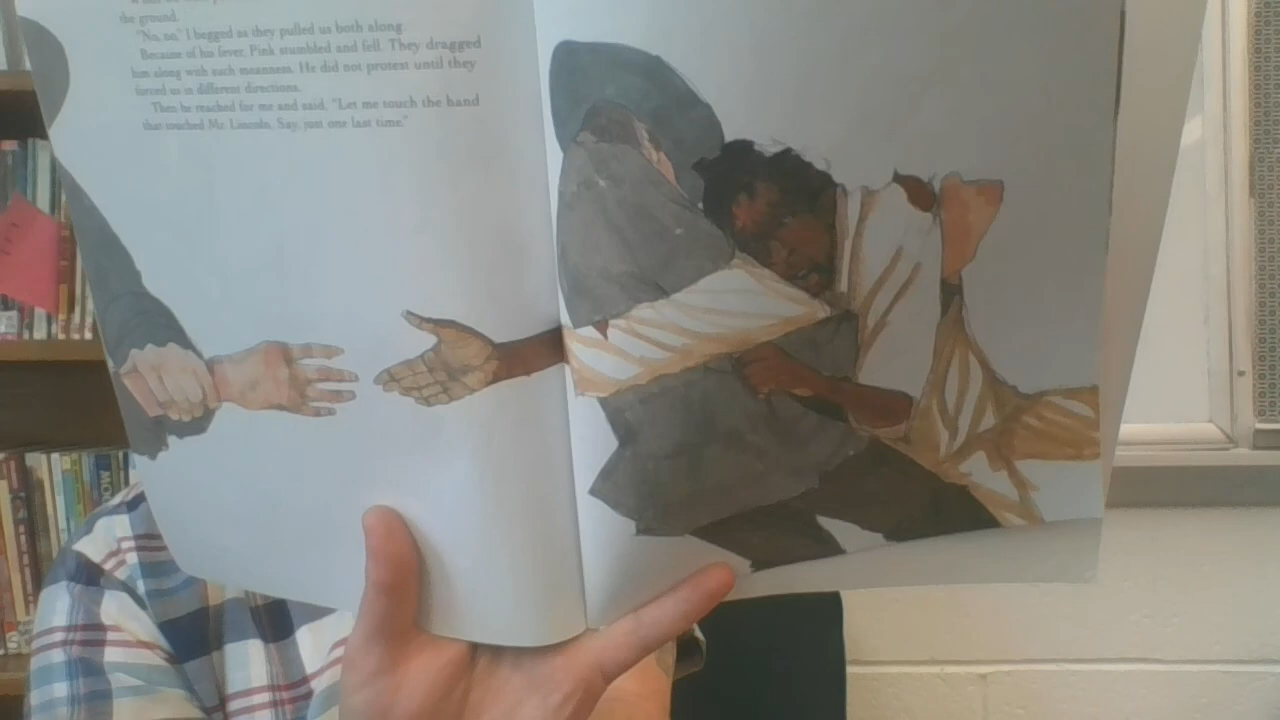 the ground.
"No, no," I begged as they pulled us both along.
Because of his fever, Pink stumbled and fell. They dragged
him along with such meanness. He did not protest until they
forced us in different directions.
Then he reached for me and said, "Let me touch the hand
that touched Mr. Lincoln, Say, just one last time."